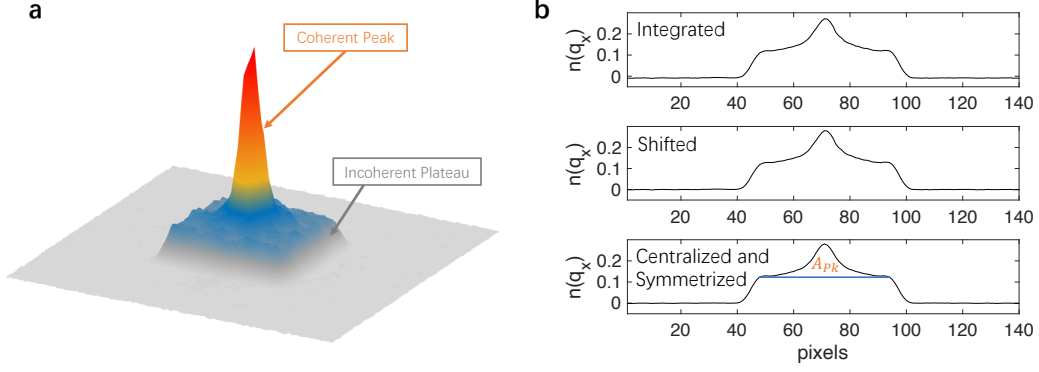 a
Coherent Peak
Incoherent Plateau
b
Integrated
n(q_x)
0.2
0.1
0
20 40 60 80 100 120 140
Shifted
n(q_x)
0.2
0.1
0
20 40 60 80 100 120 140
Centralized and
Symmetrized
A_Pk
n(q_x)
0.2
0.1
0
20 40 60 80 100 120 140
pixels